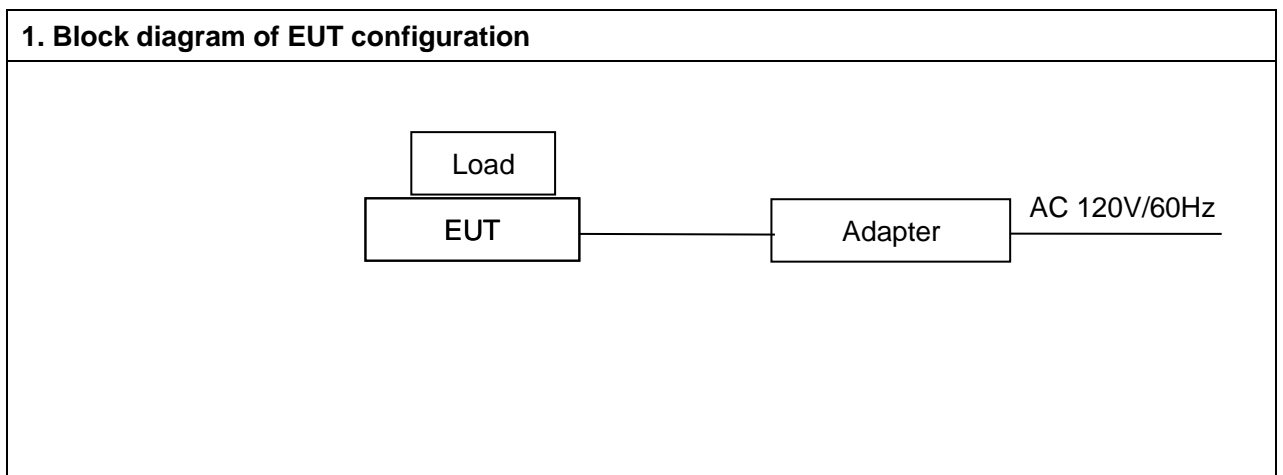 1. Block diagram of EUT configuration
Load
EUT
Adapter
AC 120V/60Hz